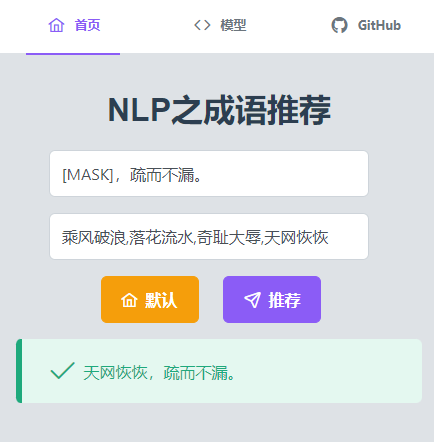 首页 模型 GitHub
NLP之成语推荐
[MASK]，疏而不漏。
乘风破浪,落花流水,奇耻大辱,天网恢恢
默认 推荐
天网恢恢，疏而不漏。